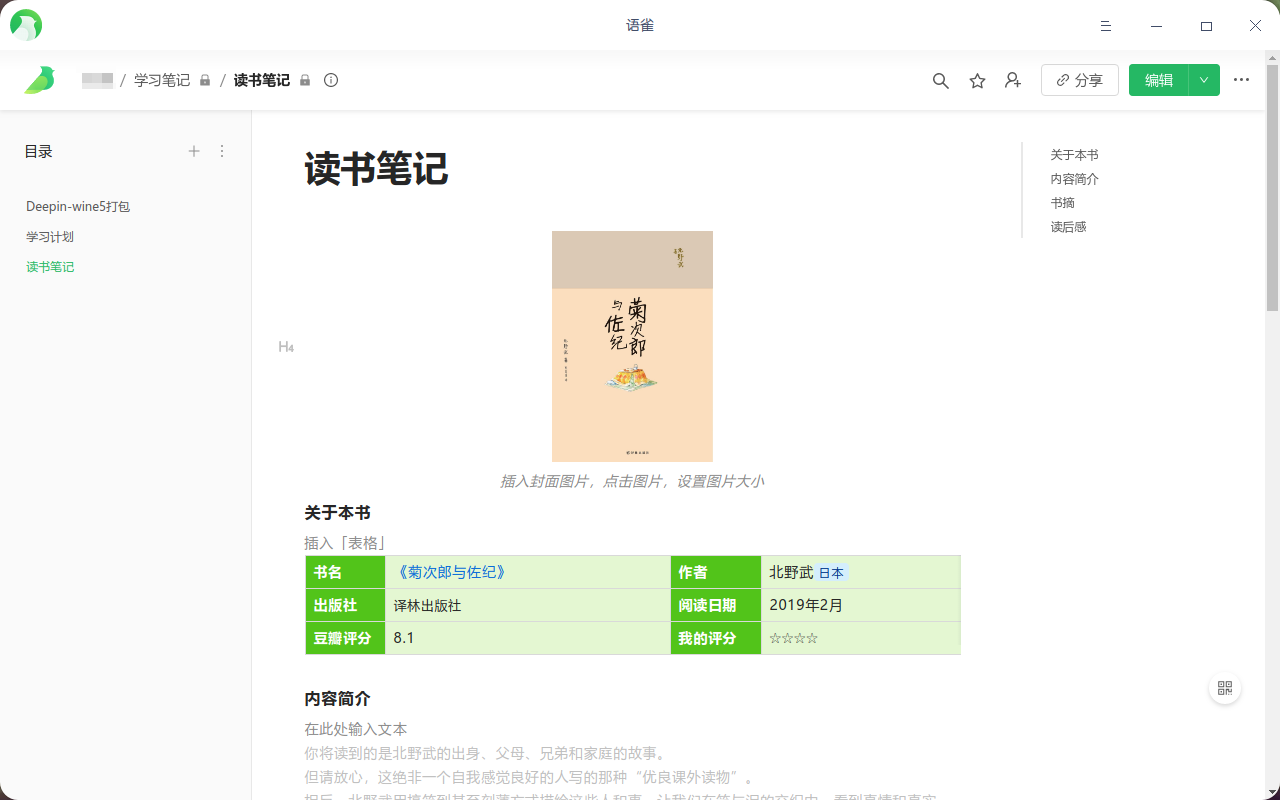 语雀
/ 学习笔记 / 读书笔记
分享
编辑
目录
Deepin-wine5打包
学习计划
读书笔记
读书笔记
关于本书
内容简介
书摘
读后感
H4
北野武
菊次郎
与佐纪
插入封面图片，点击图片，设置图片大小
关于本书
插入「表格」
书名 《菊次郎与佐纪》 作者 北野武 日本
出版社 译林出版社 阅读日期 2019年2月
豆瓣评分 8.1 我的评分 ☆☆☆☆
内容简介
在此处输入文本
你将读到的是北野武的出身、父母、兄弟和家庭的故事。
但请放心，这绝非一个自我感觉良好的人写的那种“优良课外读物”。